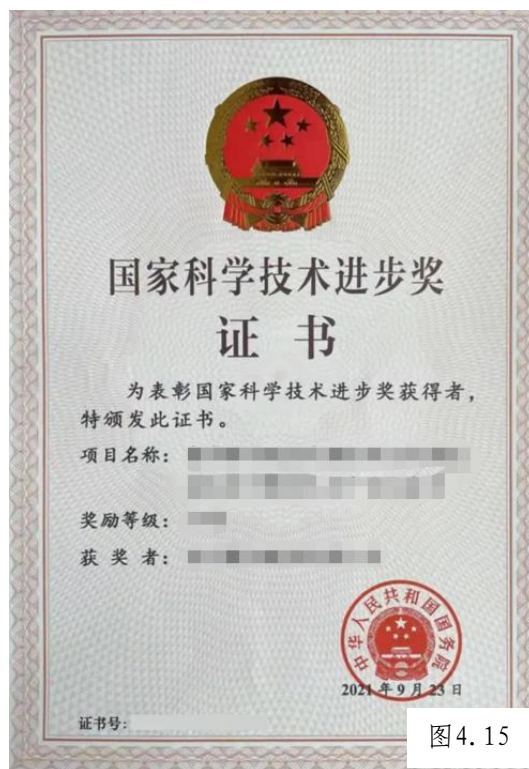 国家科学技术进步奖
证书
为表彰国家科学技术进步奖获得者，
特颁发此证书。
项目名称：
奖励等级：
获奖者：
中华人民共和国国务院
2021年9月23日
证书号：
图4.15